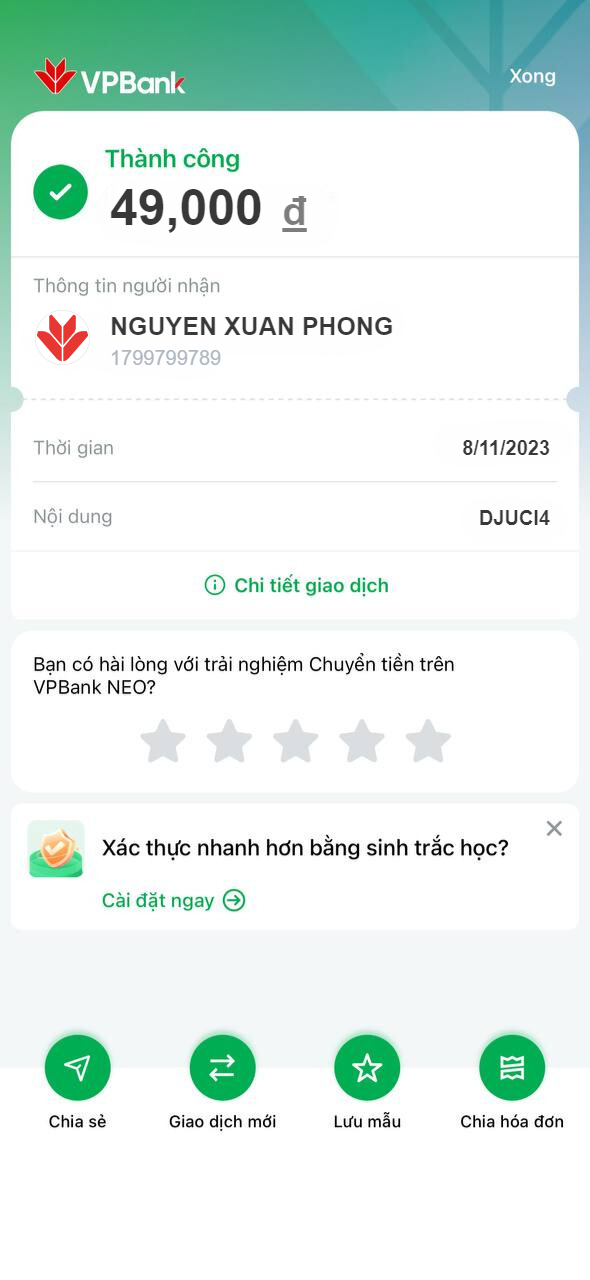 VPBank
Xong
Thành công
49,000 đ
Thông tin người nhận
NGUYEN XUAN PHONG
1799799789
Thời gian
8/11/2023
Nội dung
DJUCI4
Chi tiết giao dịch
Bạn có hài lòng với trải nghiệm Chuyển tiền trên
VPBank NEO?
Xác thực nhanh hơn bằng sinh trắc học?
Cài đặt ngay
Chia sẻ
Giao dịch mới
Lưu mẫu
Chia hóa đơn